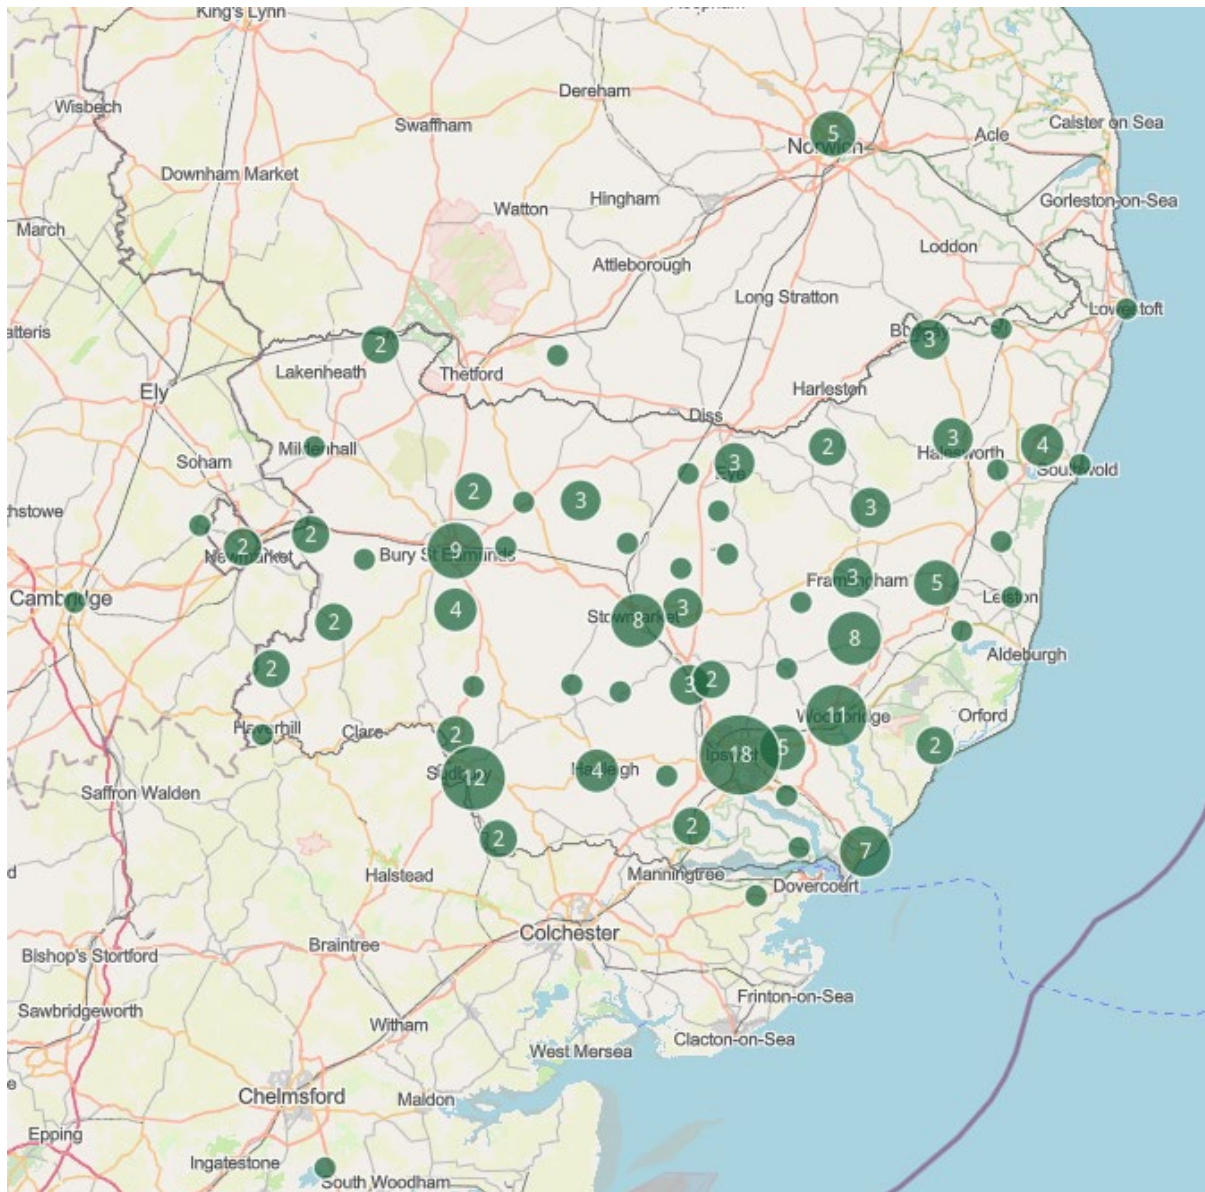 King's Lynn
Dereham
Wisbech
Swaffham
Caister on Sea
5
Acle
Norwich
Downham Market
Watton
Hingham
Gorleston-on-Sea
March
Loddon
Attleborough
Long Stratton
Lowestoft
3
2
Lakenheath
Thetford
Harleston
Ely
Diss
Mildenhall
2
3
Halesworth
4
Southwold
Soham
3
Eye
2
3
3
2
2
Newmarket
Bury St Edmunds
9
Cambridge
3
Framlingham
5
Leiston
2
4
Stowmarket
8
3
8
Aldeburgh
2
3
2
Haverhill
Clare
2
11
Woodbridge
Orford
Ipswich
18
5
2
Sudbury
12
4
Hadleigh
Saffron Walden
2
2
7
Halstead
Manningtree
Dovercourt
Colchester
Braintree
Bishop's Stortford
Frinton-on-Sea
Sawbridgeworth
Witham
Clacton-on-Sea
West Mersea
Chelmsford
Maldon
Epping
Ingatestone
South Woodham